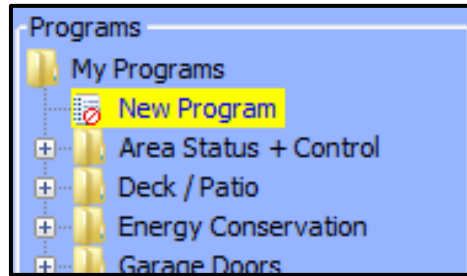 Programs
My Programs
New Program
Area Status + Control
Deck / Patio
Energy Conservation
Garage Doors